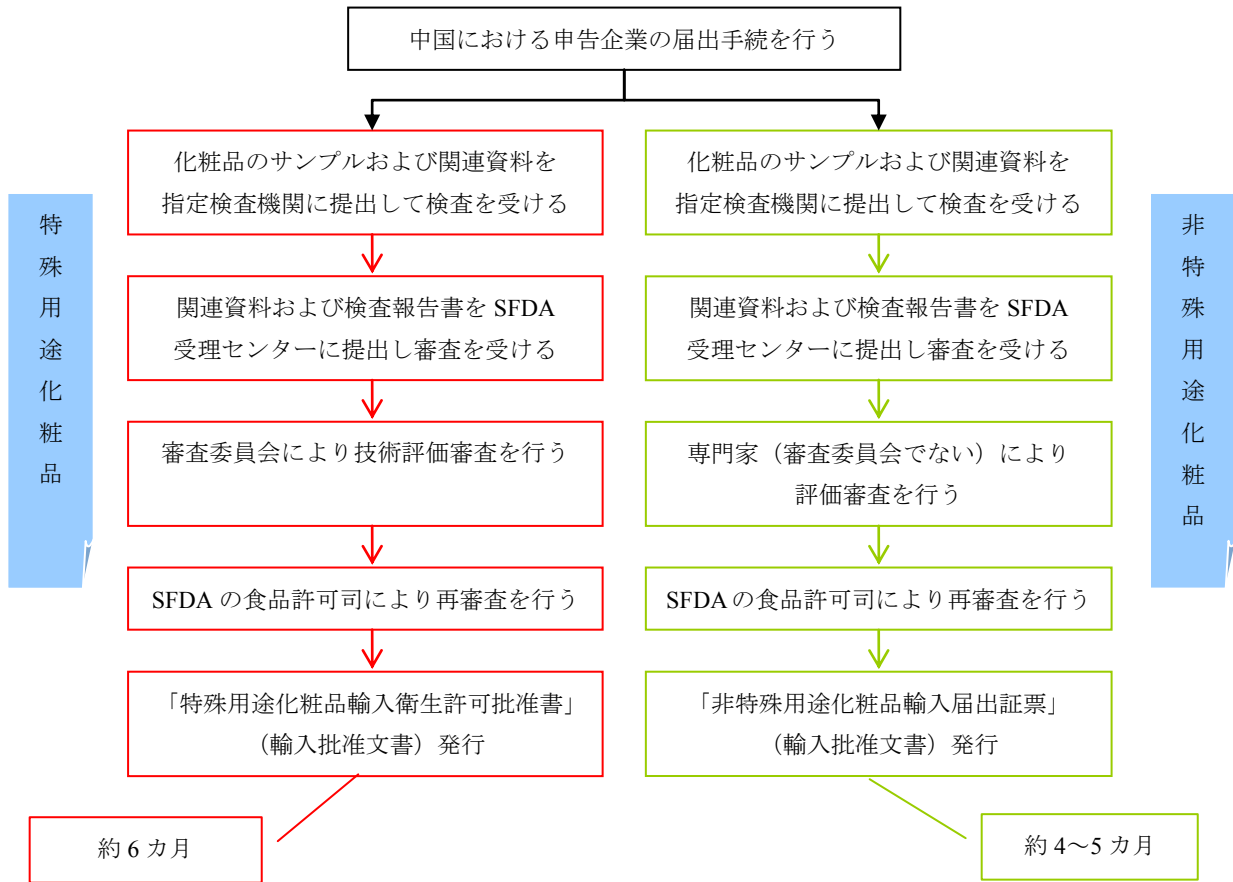 中国における申告企業の届出手続を行う
特殊用途化粧品
化粧品のサンプルおよび関連資料を
指定検査機関に提出して検査を受ける
関連資料および検査報告書を SFDA
受理センターに提出し審査を受ける
審査委員会により技術評価審査を行う
SFDA の食品許可司により再審査を行う
「特殊用途化粧品輸入衛生許可批准書」
（輸入批准文書）発行
約 6 カ月
化粧品のサンプルおよび関連資料を
指定検査機関に提出して検査を受ける
関連資料および検査報告書を SFDA
受理センターに提出し審査を受ける
専門家（審査委員会でない）により
評価審査を行う
SFDA の食品許可司により再審査を行う
「非特殊用途化粧品輸入届出証票」
（輸入批准文書）発行
約 4～5 カ月
非特殊用途化粧品